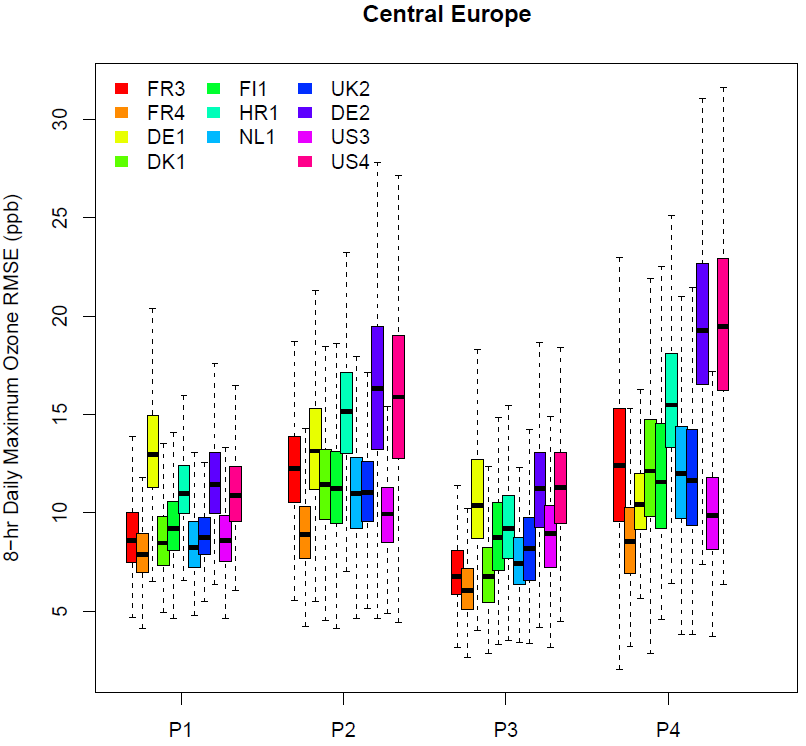 Central Europe
8−hr Daily Maximum Ozone RMSE (ppb)
30
25
20
15
10
5
FR3 FI1 UK2
FR4 HR1 DE2
DE1 NL1 US3
DK1 US4
P1 P2 P3 P4